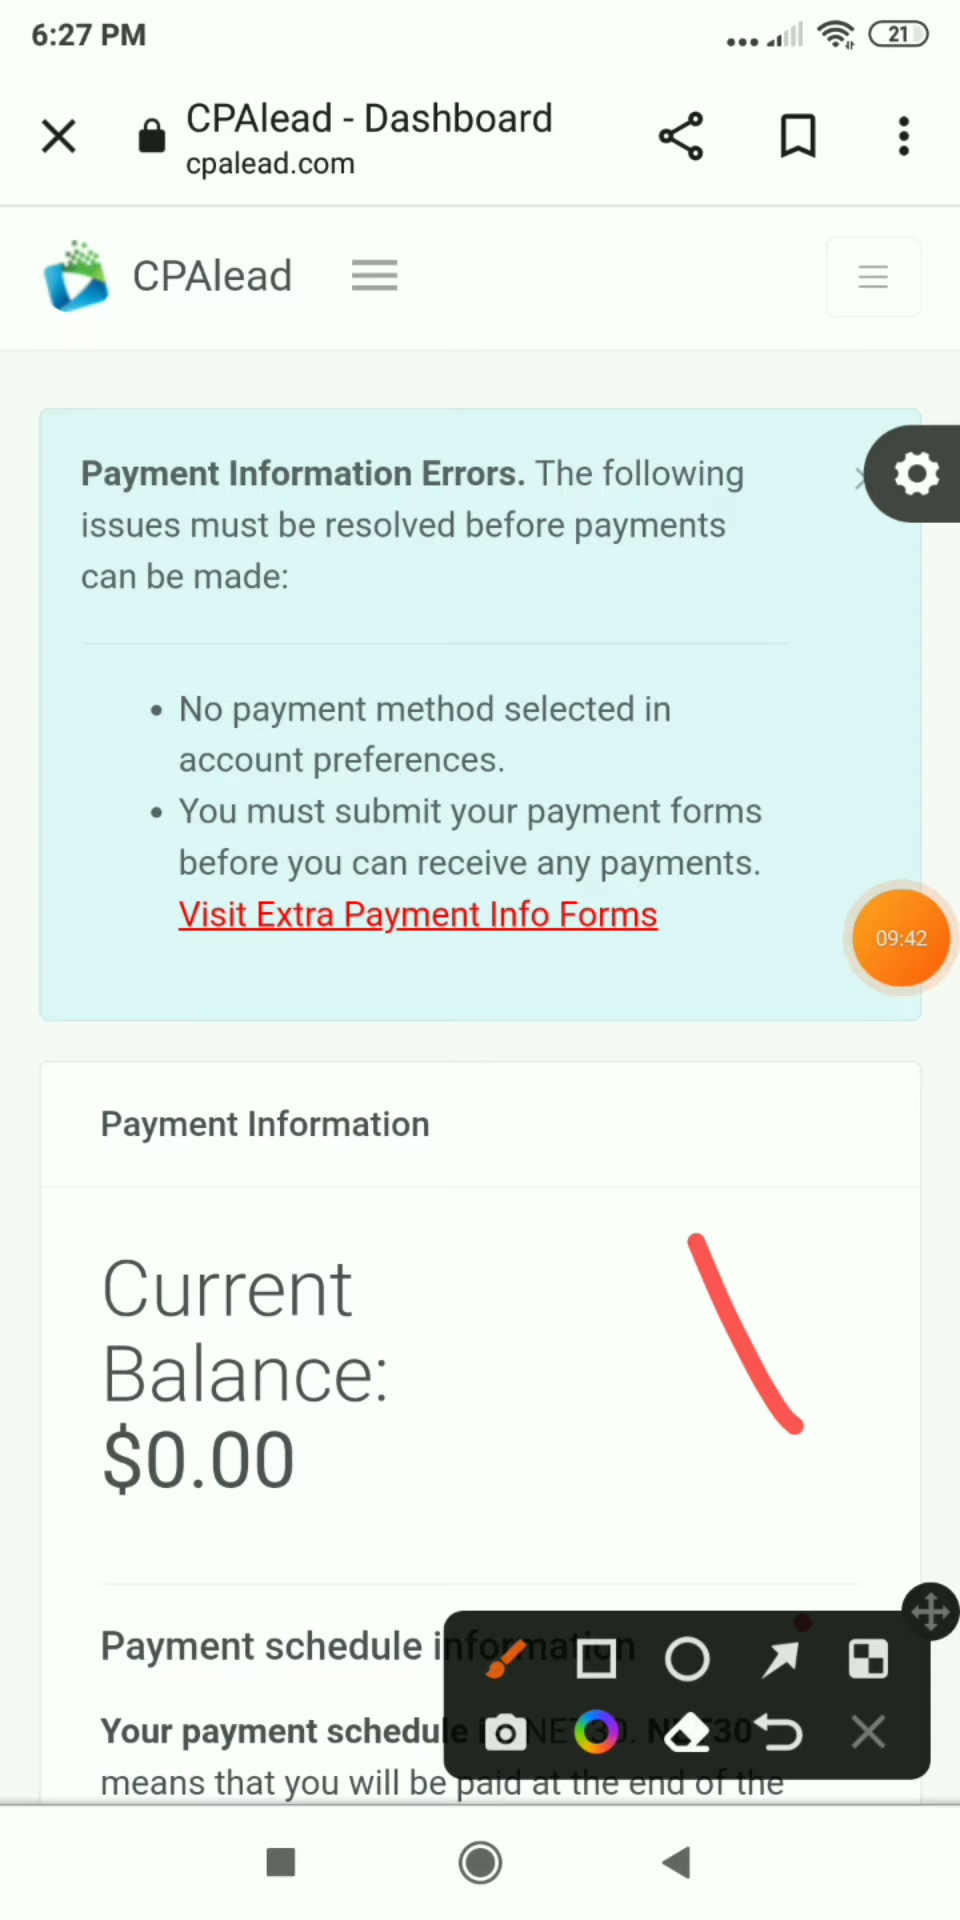 6:27 PM
21
CPAlead - Dashboard
cpalead.com
CPAlead
Payment Information Errors. The following
issues must be resolved before payments
can be made:
• No payment method selected in
account preferences.
• You must submit your payment forms
before you can receive any payments.
Visit Extra Payment Info Forms
09:42
Payment Information
Current
Balance:
$0.00
Payment schedule information
Your payment schedule i NET30. NET30
means that you will be paid at the end of the